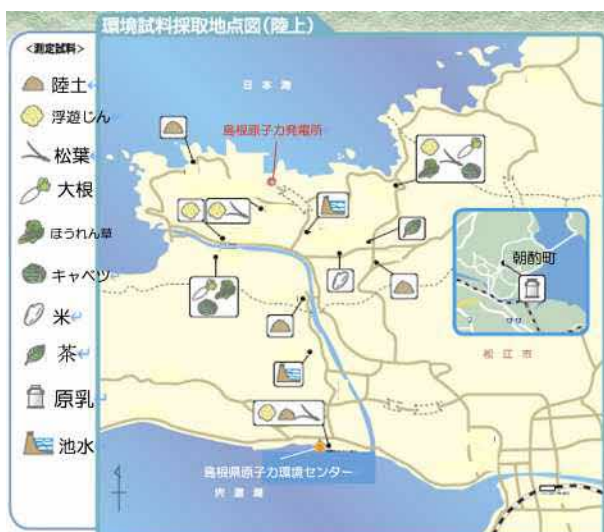 環境試料採取地点図(陸上)
<測定試料>
陸土
浮遊じん
松葉
大根
ほうれん草
キャベツ
米
茶
原乳
池水
日本海
島根原子力発電所
朝酌町
松江市
島根県原子力環境センター
宍道湖